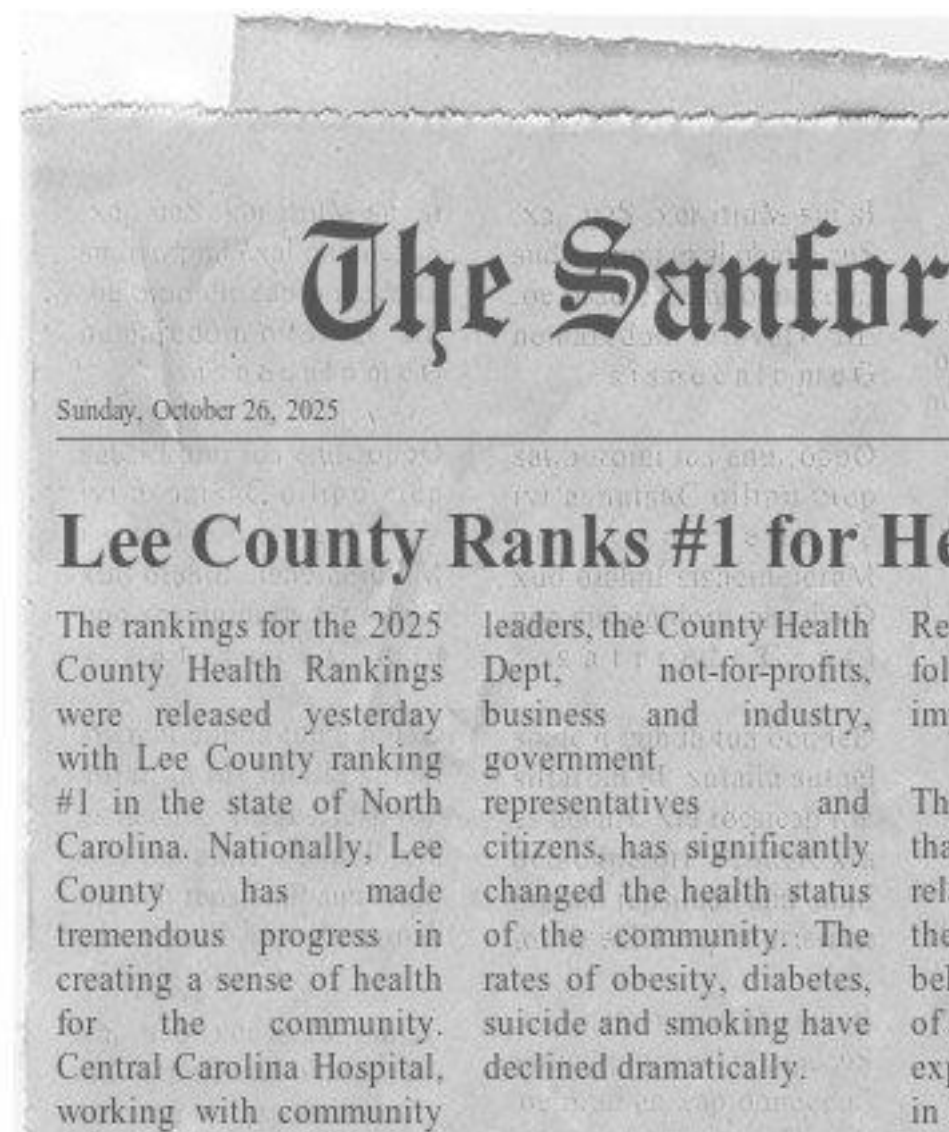 The Sanfor
Sunday, October 26, 2025
Lee County Ranks #1 for He
The rankings for the 2025
County Health Rankings
were released yesterday
with Lee County ranking
#1 in the state of North
Carolina. Nationally, Lee
County has made
tremendous progress in
creating a sense of health
for the community.
Central Carolina Hospital,
working with community
leaders, the County Health
Dept, not-for-profits,
business and industry,
government
representatives and
citizens, has significantly
changed the health status
of the community. The
rates of obesity, diabetes,
suicide and smoking have
declined dramatically.
Re
fol
im
Th
tha
rel
the
bel
of
exp
in